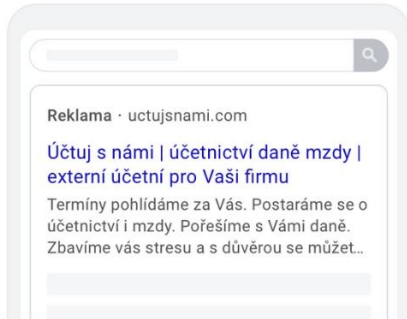 Reklama · uctujsnami.com
Účtuj s námi | účetnictví daně mzdy |
externí účetní pro Vaši firmu
Termíny pohlídáme za Vás. Postaráme se o
účetnictví i mzdy. Pořešíme s Vámi daně.
Zbavíme vás stresu a s důvěrou se můžet...